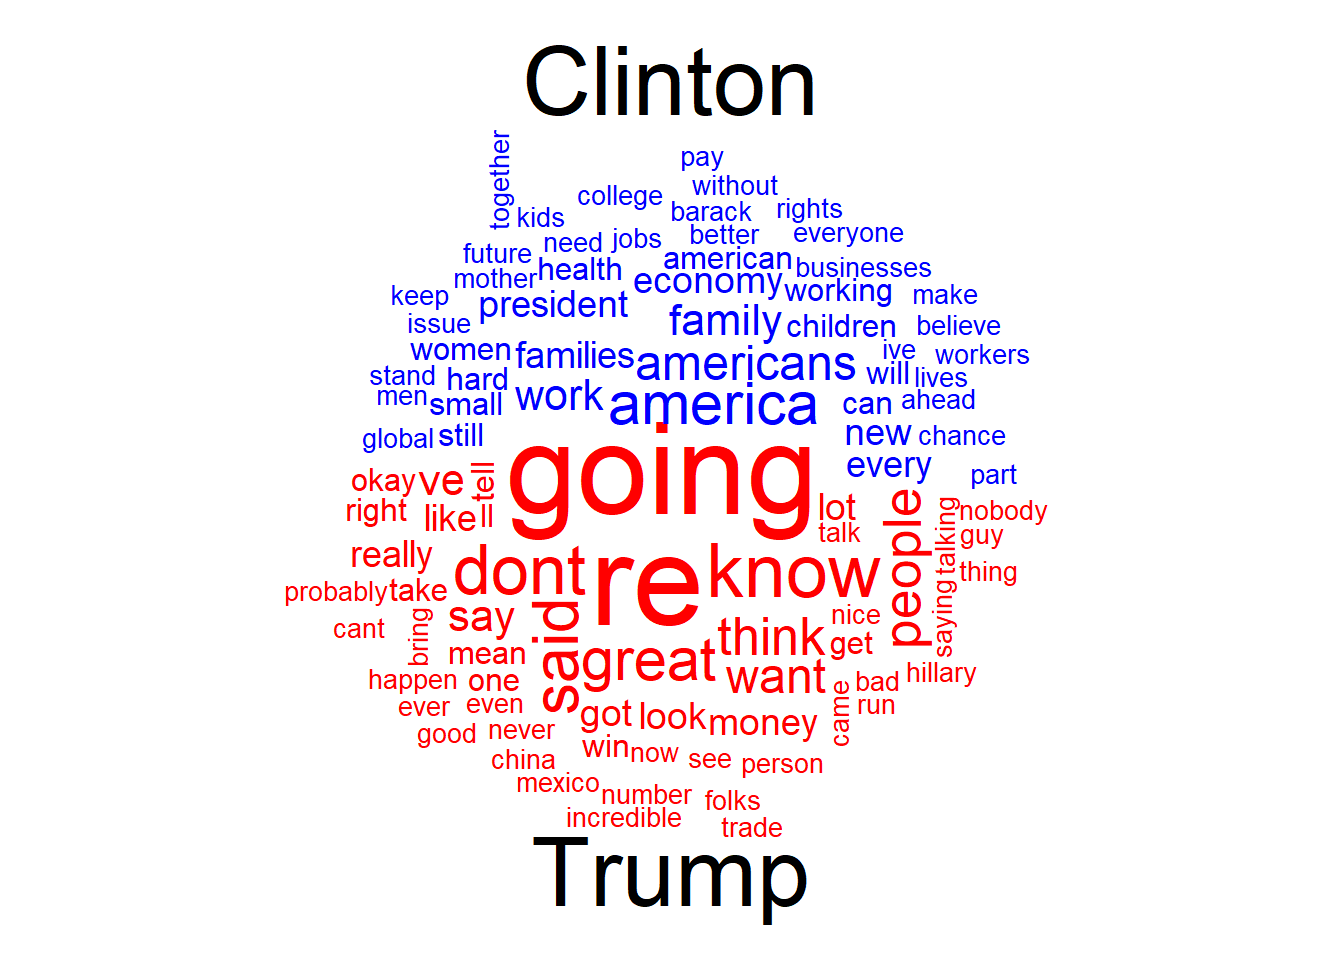 Clinton
together
pay
without
college
kids
barack
rights
future
need
jobs
better
everyone
mother
health
american
businesses
keep
president
economy
working
make
issue
family
children
believe
women
families
americans
ive
workers
stand
hard
will
lives
men
small
work
america
can
ahead
global
still
new
chance
every
part
going
okay
ve
tell
right
like
ll
lot
talk
people
talking
nobody
guy
really
dont
re
know
thing
probably
take
say
said
think
nice
saying
cant
bring
mean
great
want
get
happen
one
bad
hillary
ever
even
got
look
money
came
run
good
never
win
now
see
person
china
mexico
number
folks
incredible
trade
Trump